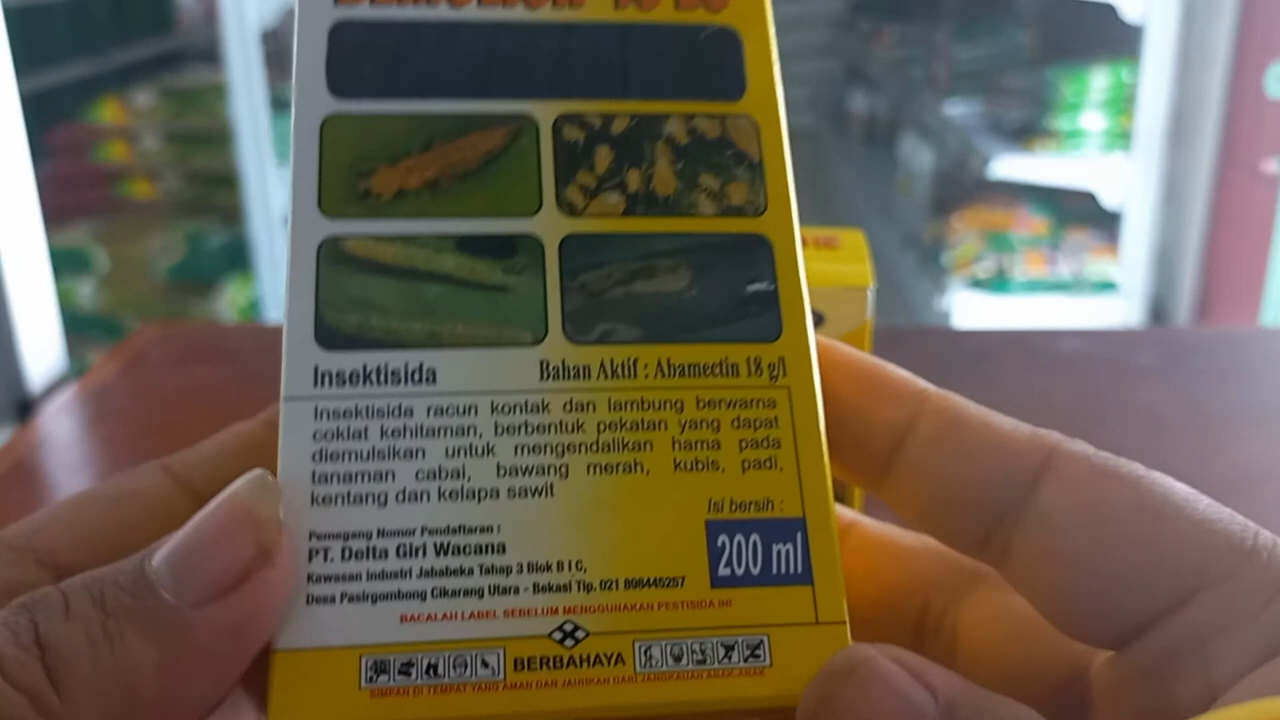 Insektisida
Bahan Aktif : Abamectin 18 g/l
Insektisida racun kontak dan lambung berwarna
coklat kehitaman, berbentuk pekatan yang dapat
diemulsikan untuk mengendalikan hama pada
tanaman cabai, bawang merah, kubis, padi,
kentang dan kelapa sawit
Isi bersih :
200 ml
Pemegang Nomor Pendaftaran :
PT. Delta Giri Wacana
Kawasan Industri Jababeka Tahap 3 Blok B I C,
Desa Pasirgombong Cikarang Utara - Bekasi Tlp. 021 898445257
BACALAH LABEL SEBELUM MENGGUNAKAN PESTISIDA INI
BERBAHAYA
SIMPAN DI TEMPAT YANG AMAN DAN JAUHKAN DARI JANGKAUAN ANAK-ANAK